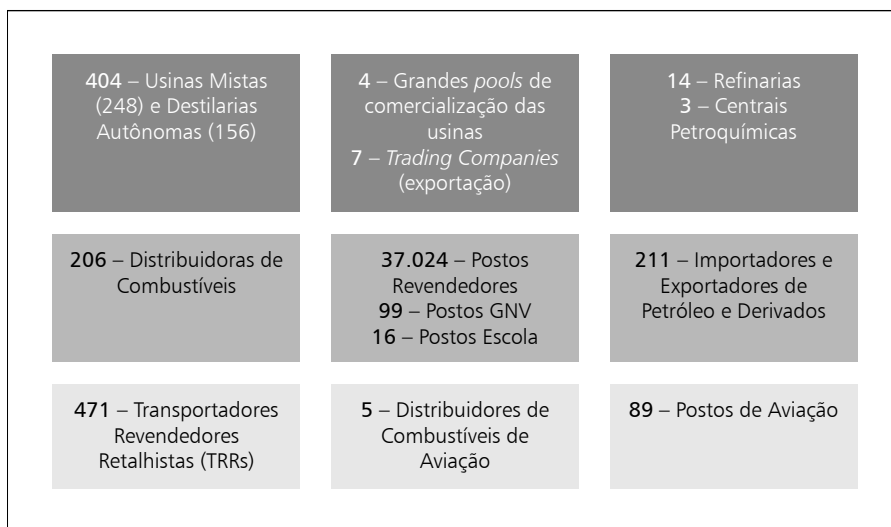 404 – Usinas Mistas
(248) e Destilarias
Autônomas (156)
4 – Grandes pools de
comercialização das
usinas
7 – Trading Companies
(exportação)
14 – Refinarias
3 – Centrais
Petroquímicas
206 – Distribuidoras de
Combustíveis
37.024 – Postos
Revendedores
99 – Postos GNV
16 – Postos Escola
211 – Importadores e
Exportadores de
Petróleo e Derivados
471 – Transportadores
Revendedores
Retalhistas (TRRs)
5 – Distribuidores de
Combustíveis de
Aviação
89 – Postos de Aviação